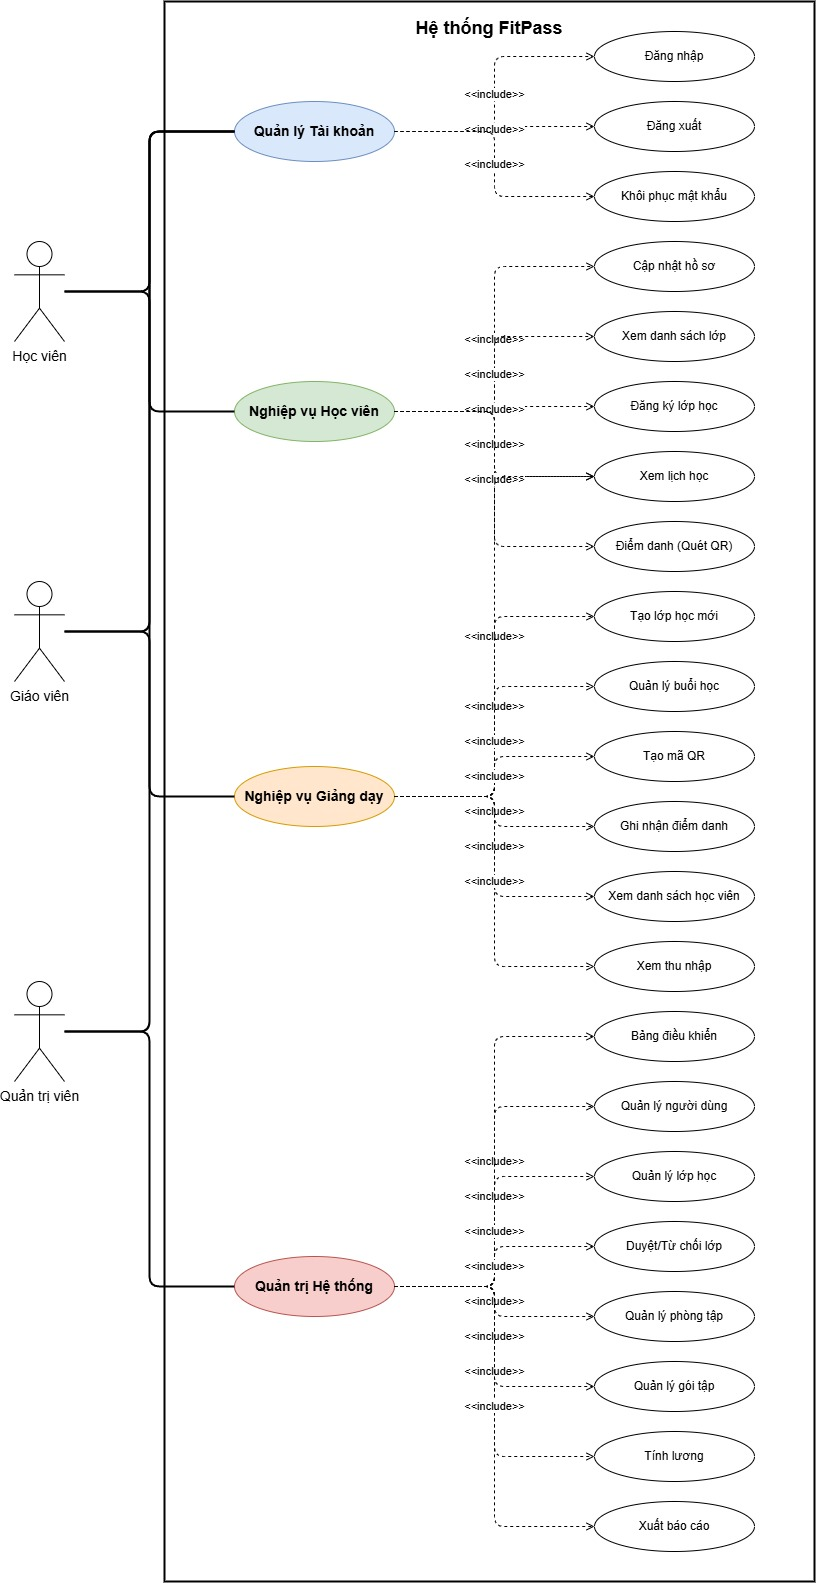 Hệ thống FitPass
Đăng nhập
<<include>>
Quản lý Tài khoản
<<include>>
Đăng xuất
<<include>>
Khôi phục mật khẩu
Cập nhật hồ sơ
Học viên
<<include>>
Xem danh sách lớp
<<include>>
Nghiệp vụ Học viên
<<include>>
Đăng ký lớp học
<<include>>
<<include>>
Xem lịch học
Điểm danh (Quét QR)
Tạo lớp học mới
<<include>>
Giáo viên
Quản lý buổi học
<<include>>
<<include>>
Tạo mã QR
<<include>>
Nghiệp vụ Giảng dạy
<<include>>
Ghi nhận điểm danh
<<include>>
<<include>>
Xem danh sách học viên
Xem thu nhập
Bảng điều khiển
Quản trị viên
Quản lý người dùng
<<include>>
Quản lý lớp học
<<include>>
<<include>>
Duyệt/Từ chối lớp
<<include>>
Quản trị Hệ thống
<<include>>
Quản lý phòng tập
<<include>>
<<include>>
Quản lý gói tập
<<include>>
Tính lương
Xuất báo cáo